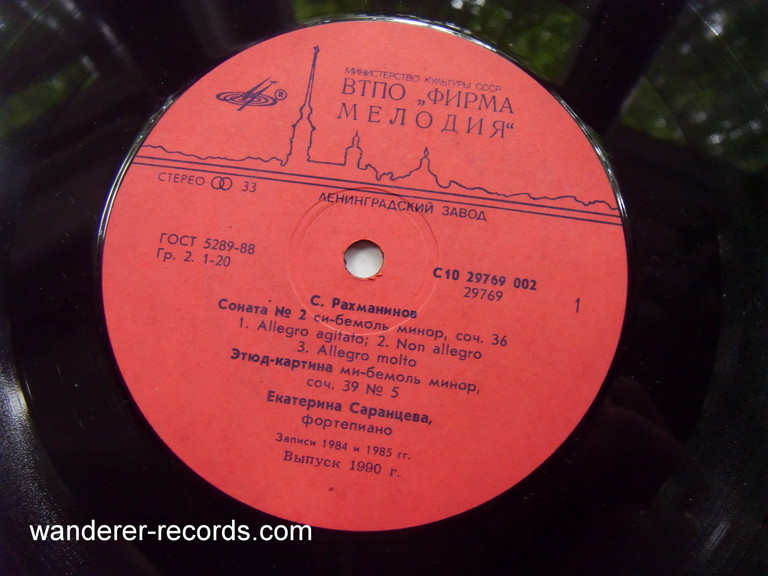 МИНИСТЕРСТВО КУЛЬТУРЫ СССР
ВТПО „ФИРМА
МЕЛОДИЯ“
®
СТЕРЕО 33
ЛЕНИНГРАДСКИЙ ЗАВОД
ГОСТ 5289-88
Гр. 2. 1-20
С10 29769 002
29769
1
С. Рахманинов
Соната № 2 си-бемоль минор, соч. 36
1. Allegro agitato; 2. Non allegro
3. Allegro molto
Этюд-картина ми-бемоль минор,
соч. 39 № 5
Екатерина Саранцева,
фортепиано
Записи 1984 и 1985 гг.
Выпуск 1990 г.
wanderer-records.com